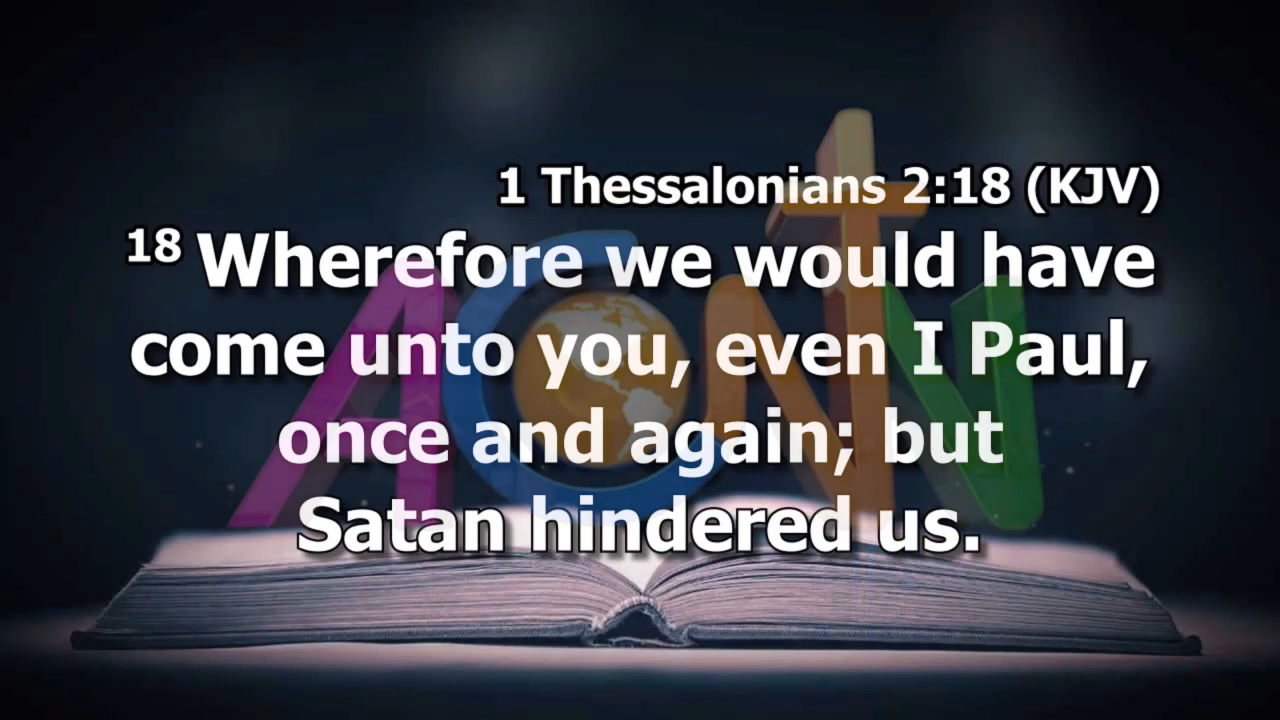 1 Thessalonians 2:18 (KJV)
18 Wherefore we would have
come unto you, even I Paul,
once and again; but
Satan hindered us.
ACNN